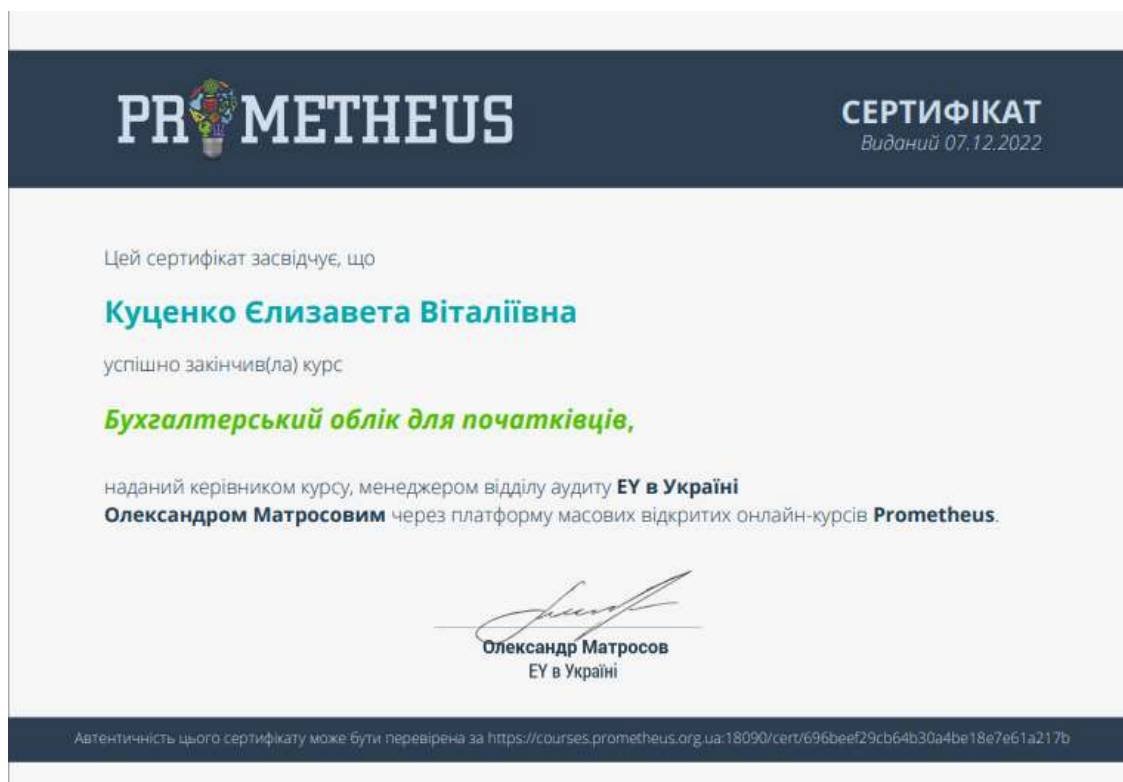 PROMETHEUS
СЕРТИФІКАТ
Виданий 07.12.2022
Цей сертифікат засвідчує, що
Куценко Єлизавета Віталіївна
успішно закінчив(ла) курс
Бухгалтерський облік для початківців,
наданий керівником курсу, менеджером відділу аудиту EY в Україні
Олександром Матросовим через платформу масових відкритих онлайн-курсів Prometheus.
Олександр Матросов
EY в Україні
Автентичність цього сертифікату може бути перевірена за https://courses.prometheus.org.ua:18090/cert/696beef29cb64b30a4be18e7e61a217b